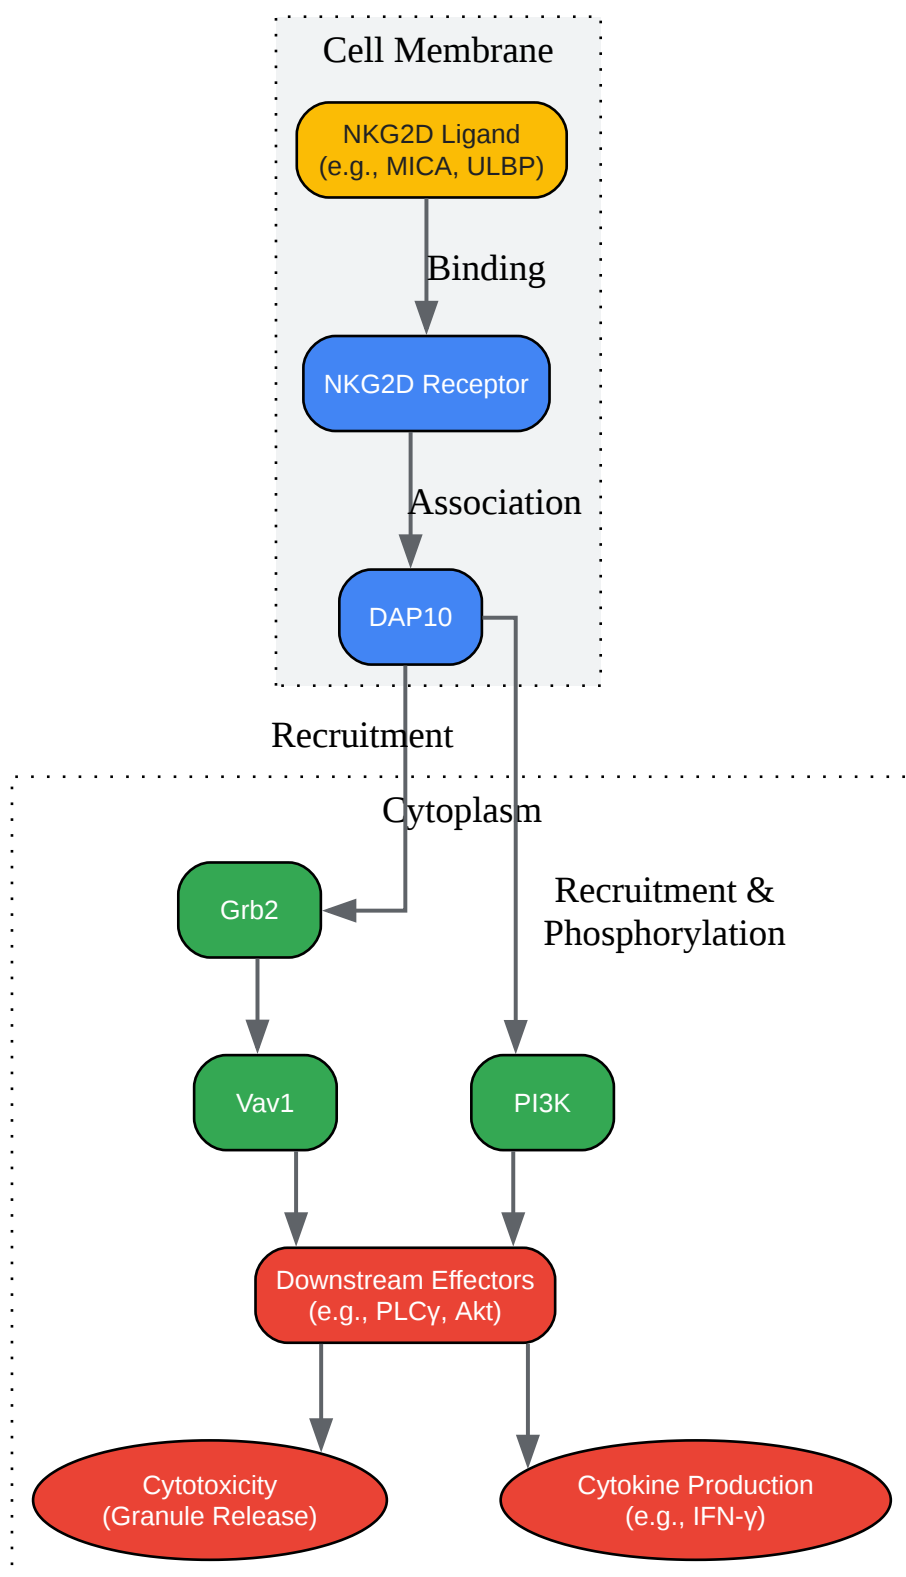 Cell Membrane
NKG2D Ligand
(e.g., MICA, ULBP)
Binding
NKG2D Receptor
Association
DAP10
Recruitment
Cytoplasm
Recruitment &
Phosphorylation
Grb2
Vav1
PI3K
Downstream Effectors
(e.g., PLCγ, Akt)
Cytotoxicity
(Granule Release)
Cytokine Production
(e.g., IFN-γ)